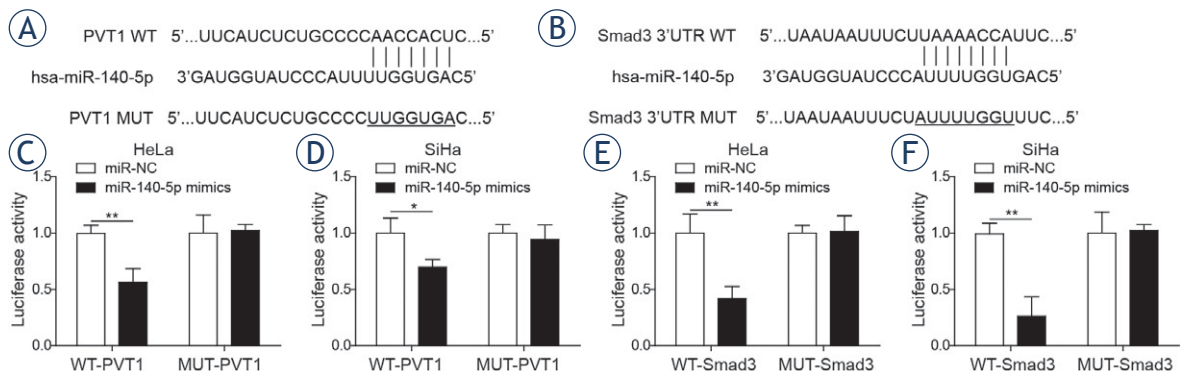 A
PVT1 WT 5'...UUCAUCUCUGCCCCAACCACUC...5'
hsa-miR-140-5p 3'GAUGGUAUCCCAUUUUGGUGAC5'
PVT1 MUT 5'...UUCAUCUCUGCCCCUUGGUGAC...5'
B
Smad3 3'UTR WT 5'...UAAUAAUUUCUUAAAACCAUUC...5'
hsa-miR-140-5p 3'GAUGGUAUCCCAUUUUGGUGAC5'
Smad3 3'UTR MUT 5'...UAAUAAUUUCUAUUUUGGUUUC...5'
C
HeLa
miR-NC
miR-140-5p mimics
Luciferase activity
1.5
1.0
0.5
0.0
**
WT-PVT1 MUT-PVT1
D
SiHa
miR-NC
miR-140-5p mimics
Luciferase activity
1.5
1.0
0.5
0.0
*
WT-PVT1 MUT-PVT1
E
HeLa
miR-NC
miR-140-5p mimics
Luciferase activity
1.5
1.0
0.5
0.0
**
WT-Smad3 MUT-Smad3
F
SiHa
miR-NC
miR-140-5p mimics
Luciferase activity
1.5
1.0
0.5
0.0
**
WT-Smad3 MUT-Smad3